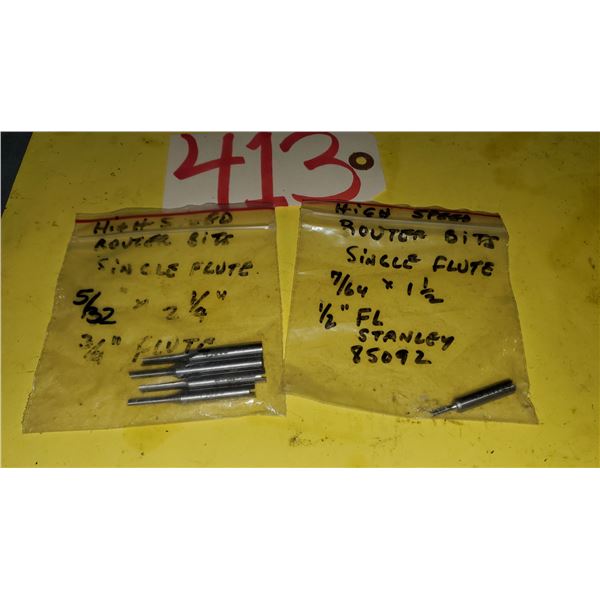 413
HIGH S ED
ROUTER BITS
SINGLE FLUTE
5/32 x 2 1/4"
3/4" FLUTE
HIGH SPEED
ROUTER BITS
SINGLE FLUTE
7/64 x 1 1/2
1/2" FL
STANLEY
85092